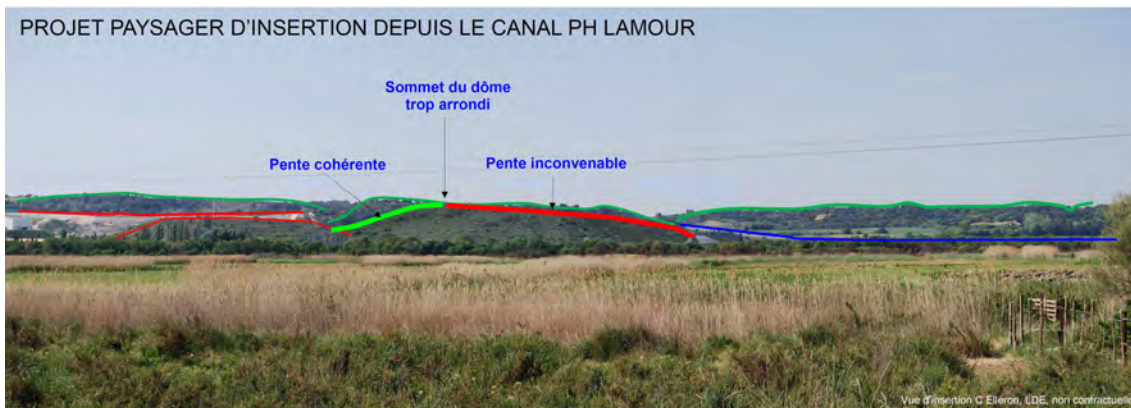 PROJET PAYSAGER D'INSERTION DEPUIS LE CANAL PH LAMOUR
Sommet du dôme
trop arrondi
Pente cohérente
Pente inconvenable
Vue d'insertion C Elleron, LDE, non contractuelle